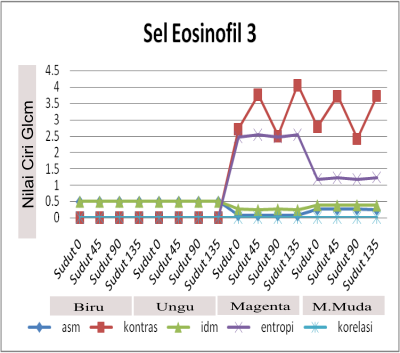 Sel Eosinofil 3
Nilai Ciri Glcm
4.5
4
3.5
3
2.5
2
1.5
1
0.5
0
Sudut 0
Sudut 45
Sudut 90
Sudut 135
Sudut 0
Sudut 45
Sudut 90
Sudut 135
Sudut 0
Sudut 45
Sudut 90
Sudut 135
Sudut 0
Sudut 45
Sudut 90
Sudut 135
Biru Ungu Magenta M.Muda
asm kontras idm entropi korelasi